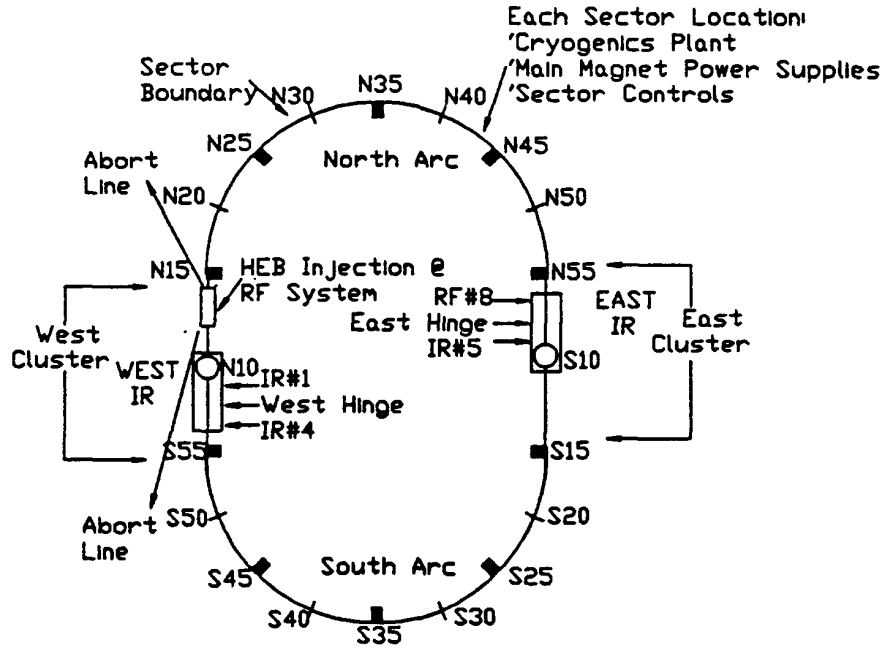 Each Sector Location:
'Cryogenics Plant
'Main Magnet Power Supplies
'Sector Controls
Sector
Boundary
N30
N35
N40
N25
N45
North Arc
Abort
Line
N20
N50
N15
HEB Injection @
RF System
N55
RF#8
East Hinge
IR#5
EAST
IR
East
Cluster
West
Cluster
WEST
IR
N10
S10
IR#1
West Hinge
IR#4
S55
S15
Abort
Line
S50
S20
S45
South Arc
S25
S40
S35
S30